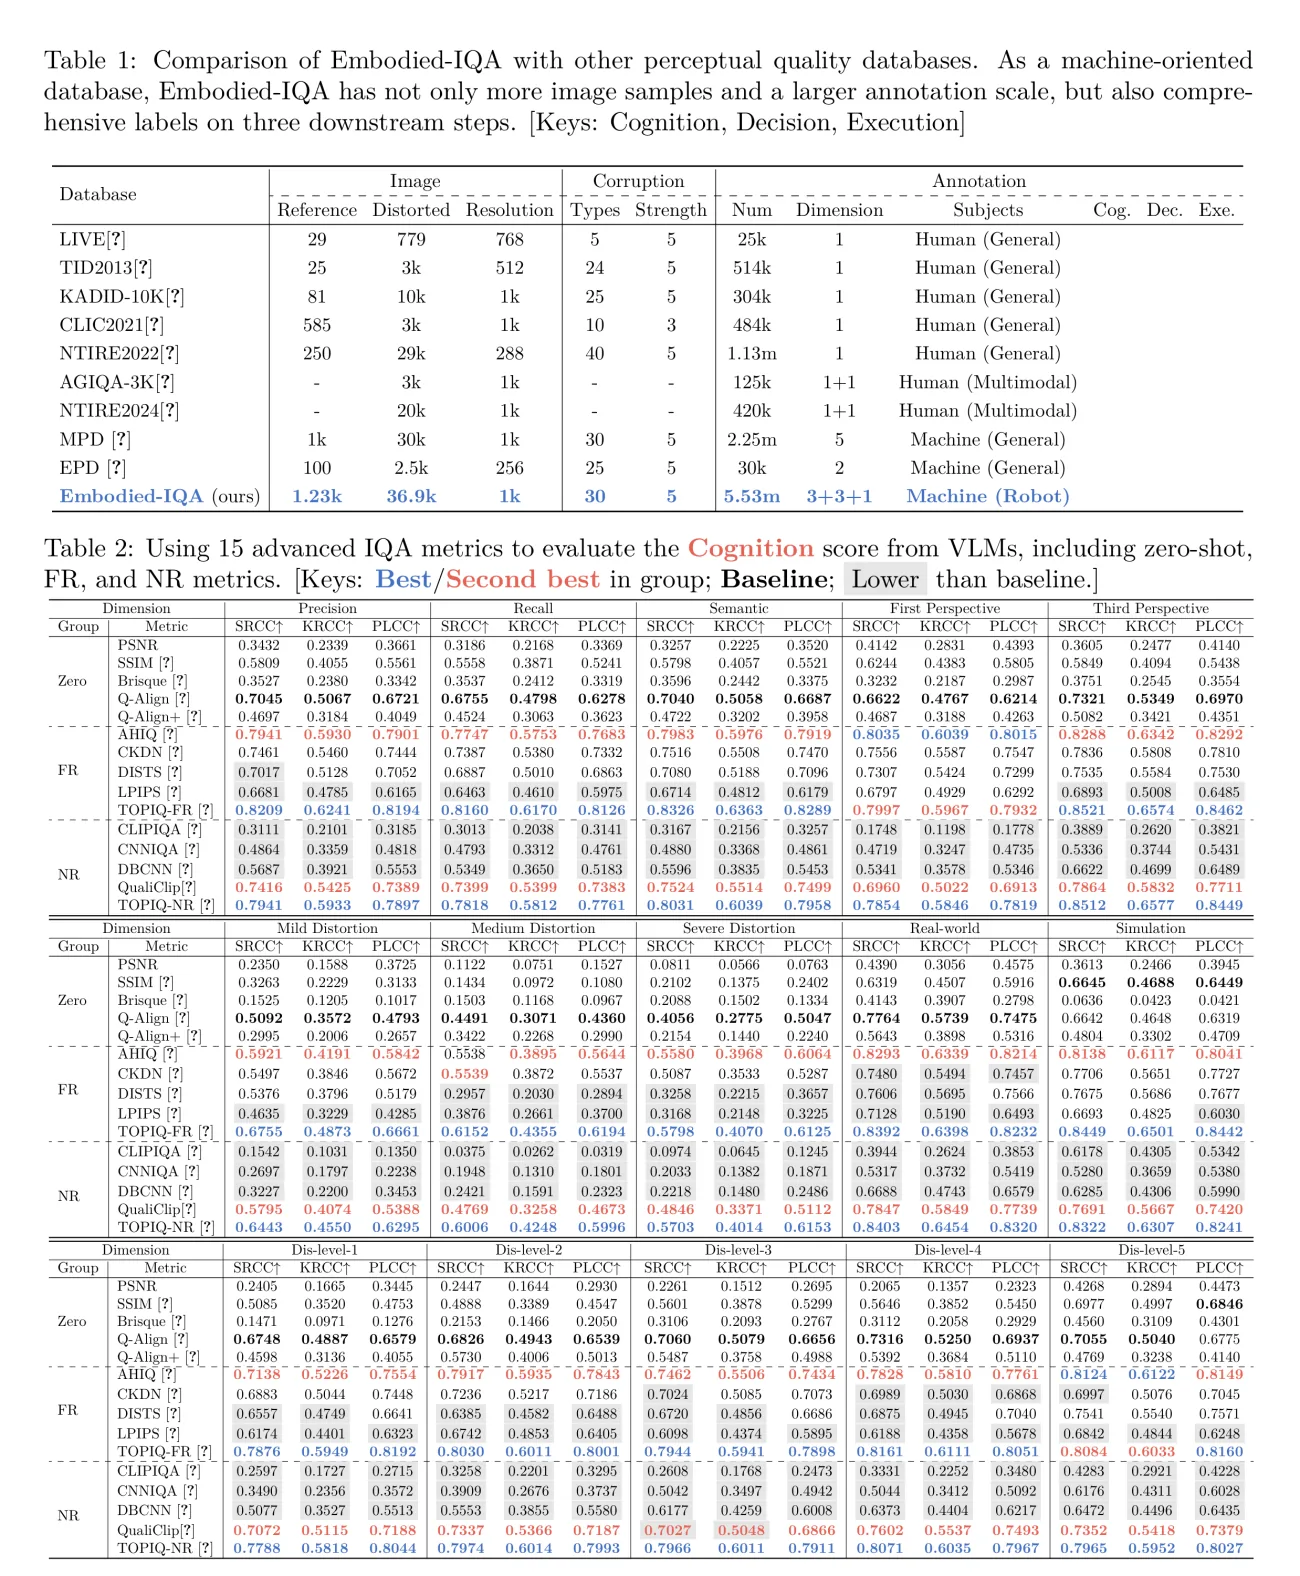 Table 1: Comparison of Embodied-IQA with other perceptual quality databases. As a machine-oriented
database, Embodied-IQA has not only more image samples and a larger annotation scale, but also compre-
hensive labels on three downstream steps. [Keys: Cognition, Decision, Execution]
Database Image Corruption Annotation
Reference Distorted Resolution Types Strength Num Dimension Subjects Cog. Dec. Exe.
LIVE[?] 29 779 768 5 5 25k 1 Human (General)
TID2013[?] 25 3k 512 24 5 514k 1 Human (General)
KADID-10K[?] 81 10k 1k 25 5 304k 1 Human (General)
CLIC2021[?] 585 3k 1k 10 3 484k 1 Human (General)
NTIRE2022[?] 250 29k 288 40 5 1.13m 1 Human (General)
AGIQA-3K[?] - 3k 1k - - 125k 1+1 Human (Multimodal)
NTIRE2024[?] - 20k 1k - - 420k 1+1 Human (Multimodal)
MPD [?] 1k 30k 1k 30 5 2.25m 5 Machine (General)
EPD [?] 100 2.5k 256 25 5 30k 2 Machine (General)
Embodied-IQA (ours) 1.23k 36.9k 1k 30 5 5.53m 3+3+1 Machine (Robot)
Table 2: Using 15 advanced IQA metrics to evaluate the Cognition score from VLMs, including zero-shot,
FR, and NR metrics. [Keys: Best/Second best in group; Baseline; Lower than baseline.]
Dimension Precision Recall Semantic First Perspective Third Perspective
Group Metric SRCC↑ KRCC↑ PLCC↑ SRCC↑ KRCC↑ PLCC↑ SRCC↑ KRCC↑ PLCC↑ SRCC↑ KRCC↑ PLCC↑ SRCC↑ KRCC↑ PLCC↑
PSNR 0.3432 0.2339 0.3661 0.3186 0.2168 0.3369 0.3257 0.2225 0.3520 0.4142 0.2831 0.4393 0.3605 0.2477 0.4140
SSIM [?] 0.5809 0.4055 0.5561 0.5558 0.3871 0.5241 0.5798 0.4057 0.5521 0.6244 0.4383 0.5805 0.5849 0.4094 0.5438
Zero Brisque [?] 0.3527 0.2380 0.3342 0.3537 0.2412 0.3319 0.3596 0.2442 0.3375 0.3232 0.2187 0.2987 0.3751 0.2545 0.3554
Q-Align [?] 0.7045 0.5067 0.6721 0.6755 0.4798 0.6278 0.7040 0.5058 0.6687 0.6622 0.4767 0.6214 0.7321 0.5349 0.6970
Q-Align+ [?] 0.4697 0.3184 0.4049 0.4524 0.3063 0.3623 0.4722 0.3202 0.3958 0.4687 0.3188 0.4263 0.5082 0.3421 0.4351
AHIQ [?] 0.7941 0.5930 0.7901 0.7747 0.5753 0.7683 0.7983 0.5976 0.7919 0.8035 0.6039 0.8015 0.8288 0.6342 0.8292
CKDN [?] 0.7461 0.5460 0.7444 0.7387 0.5380 0.7332 0.7516 0.5508 0.7470 0.7556 0.5587 0.7547 0.7836 0.5808 0.7810
FR DISTS [?] 0.7017 0.5128 0.7052 0.6887 0.5010 0.6863 0.7080 0.5188 0.7096 0.7307 0.5424 0.7299 0.7535 0.5584 0.7530
LPIPS [?] 0.6681 0.4785 0.6165 0.6463 0.4610 0.5975 0.6714 0.4812 0.6179 0.6797 0.4929 0.6292 0.6893 0.5008 0.6485
TOPIQ-FR [?] 0.8209 0.6241 0.8194 0.8160 0.6170 0.8126 0.8326 0.6363 0.8289 0.7997 0.5967 0.7932 0.8521 0.6574 0.8462
CLIPIQA [?] 0.3111 0.2101 0.3185 0.3013 0.2038 0.3141 0.3167 0.2156 0.3257 0.1748 0.1198 0.1778 0.3889 0.2620 0.3821
CNNIQA [?] 0.4864 0.3359 0.4818 0.4793 0.3312 0.4761 0.4880 0.3368 0.4861 0.4719 0.3247 0.4735 0.5336 0.3744 0.5431
NR DBCNN [?] 0.5687 0.3921 0.5553 0.5349 0.3650 0.5183 0.5596 0.3835 0.5453 0.5341 0.3578 0.5346 0.6622 0.4699 0.6489
QualiClip[?] 0.7416 0.5425 0.7389 0.7399 0.5399 0.7383 0.7524 0.5514 0.7499 0.6960 0.5022 0.6913 0.7864 0.5832 0.7711
TOPIQ-NR [?] 0.7941 0.5933 0.7897 0.7818 0.5812 0.7761 0.8031 0.6039 0.7958 0.7854 0.5846 0.7819 0.8512 0.6577 0.8449
Dimension Mild Distortion Medium Distortion Severe Distortion Real-world Simulation
Group Metric SRCC↑ KRCC↑ PLCC↑ SRCC↑ KRCC↑ PLCC↑ SRCC↑ KRCC↑ PLCC↑ SRCC↑ KRCC↑ PLCC↑ SRCC↑ KRCC↑ PLCC↑
PSNR 0.2350 0.1588 0.3725 0.1122 0.0751 0.1527 0.0811 0.0566 0.0763 0.4390 0.3056 0.4575 0.3613 0.2466 0.3945
SSIM [?] 0.3263 0.2229 0.3133 0.1434 0.0972 0.1080 0.2102 0.1375 0.2402 0.6319 0.4507 0.5916 0.6645 0.4688 0.6449
Zero Brisque [?] 0.1525 0.1205 0.1017 0.1503 0.1168 0.0967 0.2088 0.1502 0.1334 0.4143 0.3907 0.2798 0.0636 0.0423 0.0421
Q-Align [?] 0.5092 0.3572 0.4793 0.4491 0.3071 0.4360 0.4056 0.2775 0.5047 0.7764 0.5739 0.7475 0.6642 0.4648 0.6319
Q-Align+ [?] 0.2995 0.2006 0.2657 0.3422 0.2268 0.2990 0.2154 0.1440 0.2240 0.5643 0.3898 0.5316 0.4804 0.3302 0.4709
AHIQ [?] 0.5921 0.4191 0.5842 0.5538 0.3895 0.5644 0.5580 0.3968 0.6064 0.8293 0.6339 0.8214 0.8138 0.6117 0.8041
CKDN [?] 0.5497 0.3846 0.5672 0.5539 0.3872 0.5537 0.5087 0.3533 0.5287 0.7480 0.5494 0.7457 0.7706 0.5651 0.7727
FR DISTS [?] 0.5376 0.3796 0.5179 0.2957 0.2030 0.2894 0.3258 0.2215 0.3657 0.7606 0.5695 0.7566 0.7675 0.5686 0.7677
LPIPS [?] 0.4635 0.3229 0.4285 0.3876 0.2661 0.3700 0.3168 0.2148 0.3225 0.7128 0.5190 0.6493 0.6693 0.4825 0.6030
TOPIQ-FR [?] 0.6755 0.4873 0.6661 0.6152 0.4355 0.6194 0.5798 0.4070 0.6125 0.8392 0.6398 0.8232 0.8449 0.6501 0.8442
CLIPIQA [?] 0.1542 0.1031 0.1350 0.0375 0.0262 0.0319 0.0974 0.0645 0.1245 0.3944 0.2624 0.3853 0.6178 0.4305 0.5342
CNNIQA [?] 0.2697 0.1797 0.2238 0.1948 0.1310 0.1801 0.2033 0.1382 0.1871 0.5317 0.3732 0.5419 0.5280 0.3659 0.5380
NR DBCNN [?] 0.3227 0.2200 0.3453 0.2421 0.1591 0.2323 0.2218 0.1480 0.2486 0.6688 0.4743 0.6579 0.6285 0.4306 0.5990
QualiClip[?] 0.5795 0.4074 0.5388 0.4769 0.3258 0.4673 0.4846 0.3371 0.5112 0.7847 0.5849 0.7739 0.7691 0.5667 0.7420
TOPIQ-NR [?] 0.6443 0.4550 0.6295 0.6006 0.4248 0.5996 0.5703 0.4014 0.6153 0.8403 0.6454 0.8320 0.8322 0.6307 0.8241
Dimension Dis-level-1 Dis-level-2 Dis-level-3 Dis-level-4 Dis-level-5
Group Metric SRCC↑ KRCC↑ PLCC↑ SRCC↑ KRCC↑ PLCC↑ SRCC↑ KRCC↑ PLCC↑ SRCC↑ KRCC↑ PLCC↑ SRCC↑ KRCC↑ PLCC↑
PSNR 0.2405 0.1665 0.3445 0.2447 0.1644 0.2930 0.2261 0.1512 0.2695 0.2065 0.1357 0.2323 0.4268 0.2894 0.4473
SSIM [?] 0.5085 0.3520 0.4753 0.4888 0.3389 0.4547 0.5601 0.3878 0.5299 0.5646 0.3852 0.5450 0.6977 0.4997 0.6846
Zero Brisque [?] 0.1471 0.0971 0.1276 0.2153 0.1466 0.2050 0.3106 0.2093 0.2767 0.3112 0.2058 0.2929 0.4560 0.3109 0.4301
Q-Align [?] 0.6748 0.4887 0.6579 0.6826 0.4943 0.6539 0.7060 0.5079 0.6656 0.7316 0.5250 0.6937 0.7055 0.5040 0.6775
Q-Align+ [?] 0.4598 0.3136 0.4055 0.5730 0.4006 0.5013 0.5487 0.3758 0.4988 0.5392 0.3684 0.5110 0.4769 0.3238 0.4140
AHIQ [?] 0.7138 0.5226 0.7554 0.7917 0.5935 0.7843 0.7462 0.5506 0.7434 0.7828 0.5810 0.7761 0.8124 0.6122 0.8149
CKDN [?] 0.6883 0.5044 0.7448 0.7236 0.5217 0.7186 0.7024 0.5085 0.7073 0.6989 0.5030 0.6868 0.6997 0.5076 0.7045
FR DISTS [?] 0.6557 0.4749 0.6641 0.6385 0.4582 0.6488 0.6720 0.4856 0.6686 0.6875 0.4945 0.7040 0.7541 0.5540 0.7571
LPIPS [?] 0.6174 0.4401 0.6323 0.6742 0.4853 0.6405 0.6098 0.4374 0.5895 0.6188 0.4358 0.5678 0.6842 0.4844 0.6248
TOPIQ-FR [?] 0.7876 0.5949 0.8192 0.8030 0.6011 0.8001 0.7944 0.5941 0.7898 0.8161 0.6111 0.8051 0.8084 0.6033 0.8160
CLIPIQA [?] 0.2597 0.1727 0.2715 0.3258 0.2201 0.3295 0.2608 0.1768 0.2473 0.3331 0.2252 0.3480 0.4283 0.2921 0.4228
CNNIQA [?] 0.3490 0.2356 0.3572 0.3909 0.2676 0.3737 0.5042 0.3497 0.4942 0.5044 0.3412 0.5092 0.6176 0.4311 0.6028
NR DBCNN [?] 0.5077 0.3527 0.5513 0.5553 0.3855 0.5580 0.6177 0.4259 0.6008 0.6373 0.4404 0.6217 0.6472 0.4496 0.6435
QualiClip[?] 0.7072 0.5115 0.7188 0.7337 0.5366 0.7187 0.7027 0.5048 0.6866 0.7602 0.5537 0.7493 0.7352 0.5418 0.7379
TOPIQ-NR [?] 0.7788 0.5818 0.8044 0.7974 0.6014 0.7993 0.7966 0.6011 0.7911 0.8071 0.6035 0.7967 0.7965 0.5952 0.8027